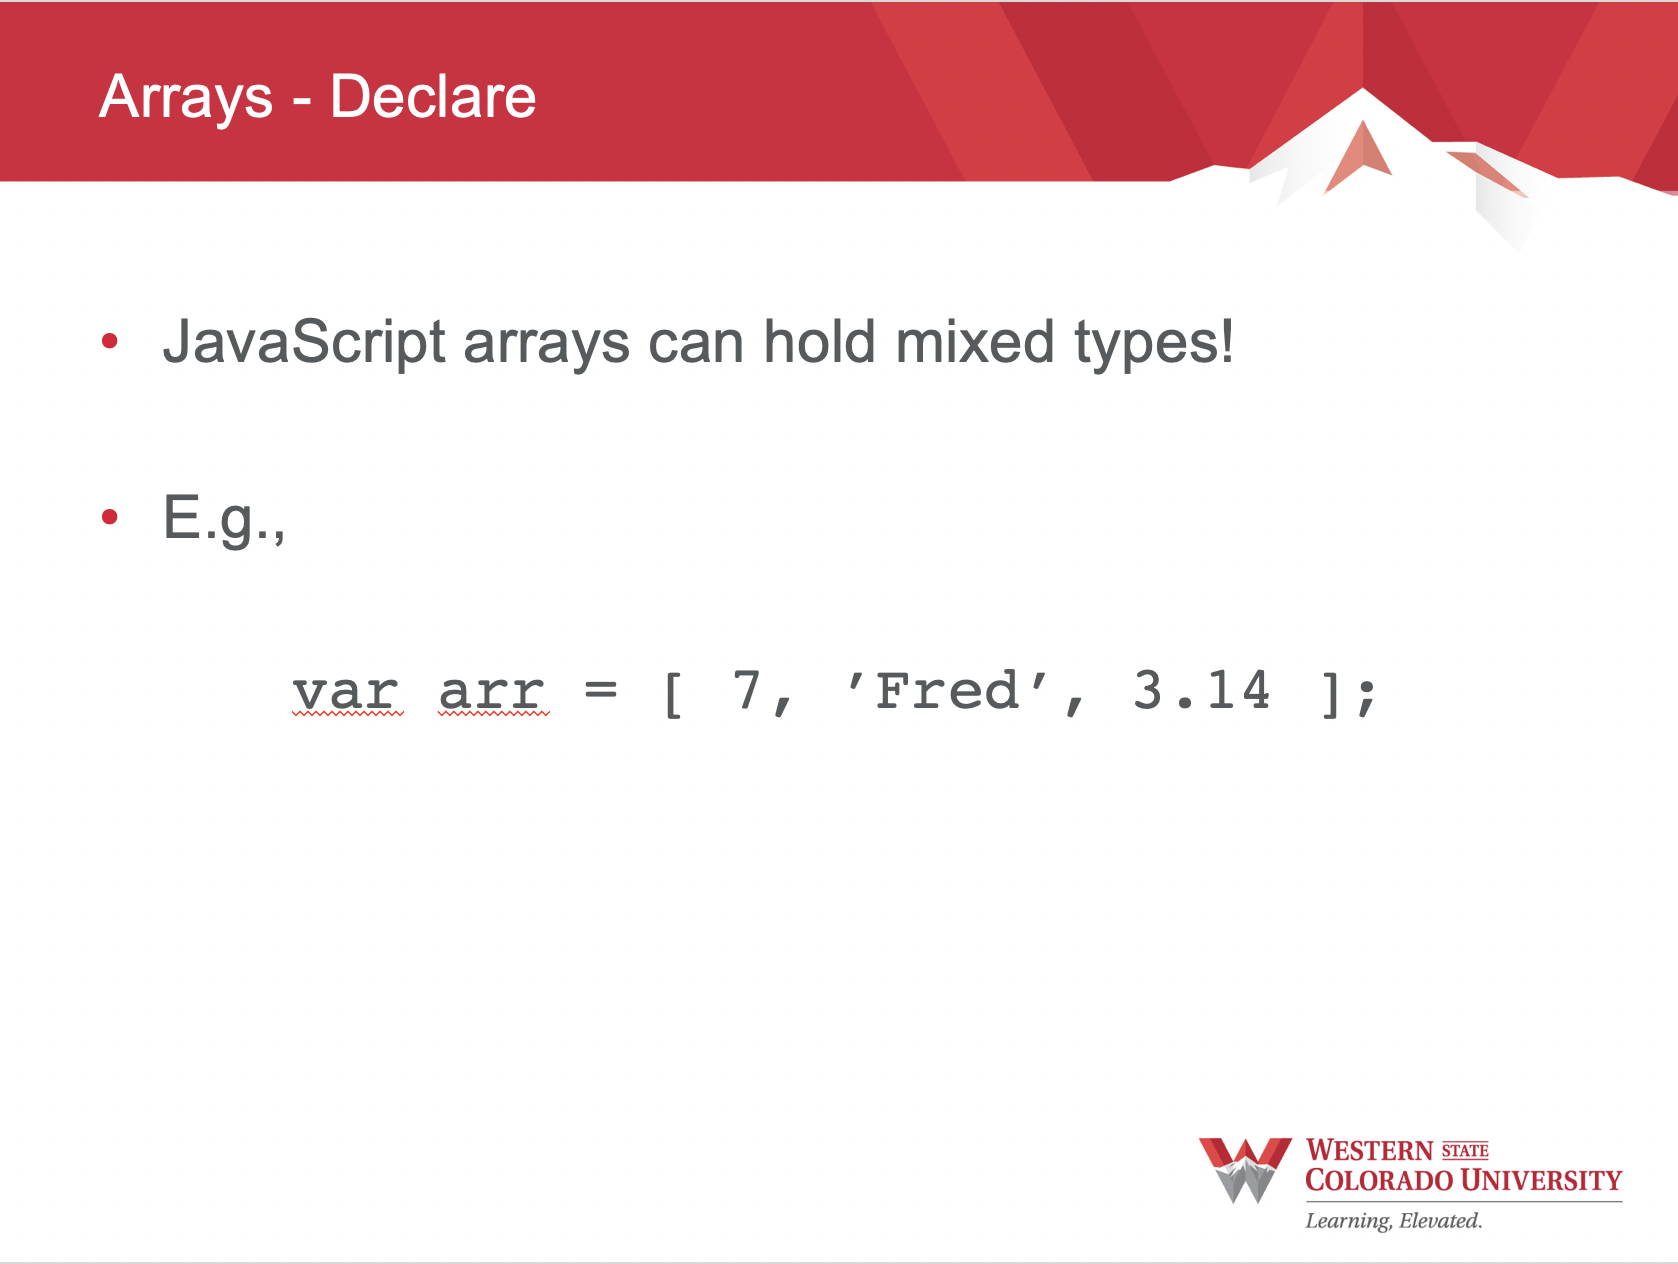 Arrays - Declare
• JavaScript arrays can hold mixed types!
• E.g.,
var arr = [ 7, ’Fred’, 3.14 ];
WESTERN STATE
COLORADO UNIVERSITY
Learning, Elevated.